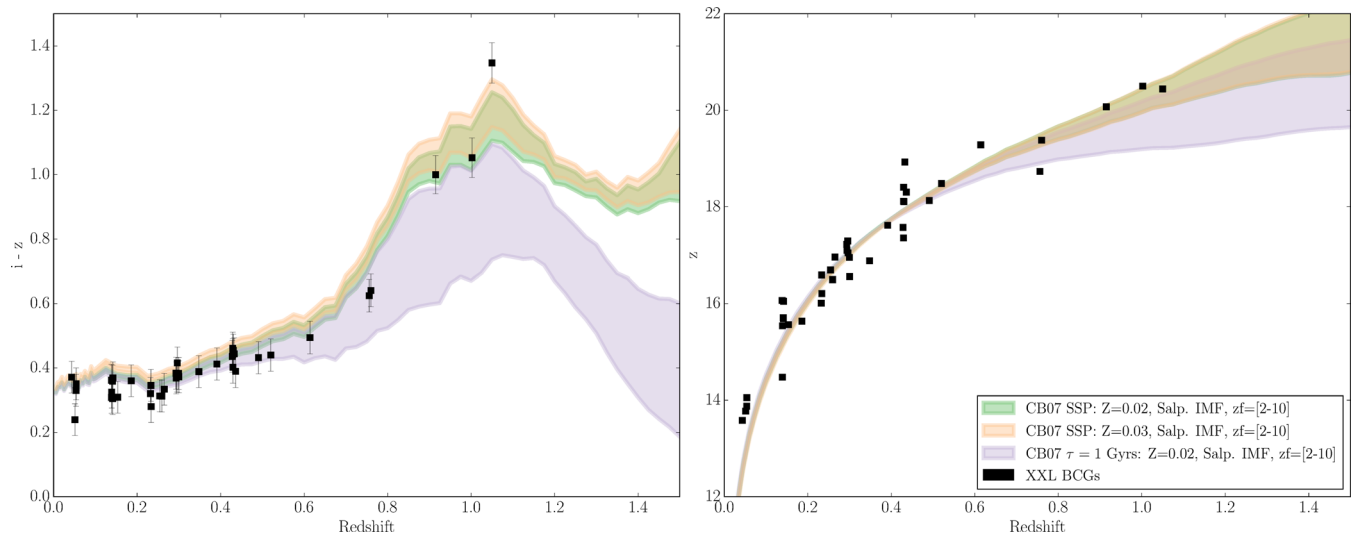 1.4
1.2
1.0
0.8
0.6
0.4
0.2
0.0
i - z
0.0 0.2 0.4 0.6 0.8 1.0 1.2 1.4
Redshift
22
20
18
16
14
12
z
0.0 0.2 0.4 0.6 0.8 1.0 1.2 1.4
Redshift
CB07 SSP: Z=0.02, Salp. IMF, zf=[2-10]
CB07 SSP: Z=0.03, Salp. IMF, zf=[2-10]
CB07 τ = 1 Gyrs: Z=0.02, Salp. IMF, zf=[2-10]
XXL BCGs